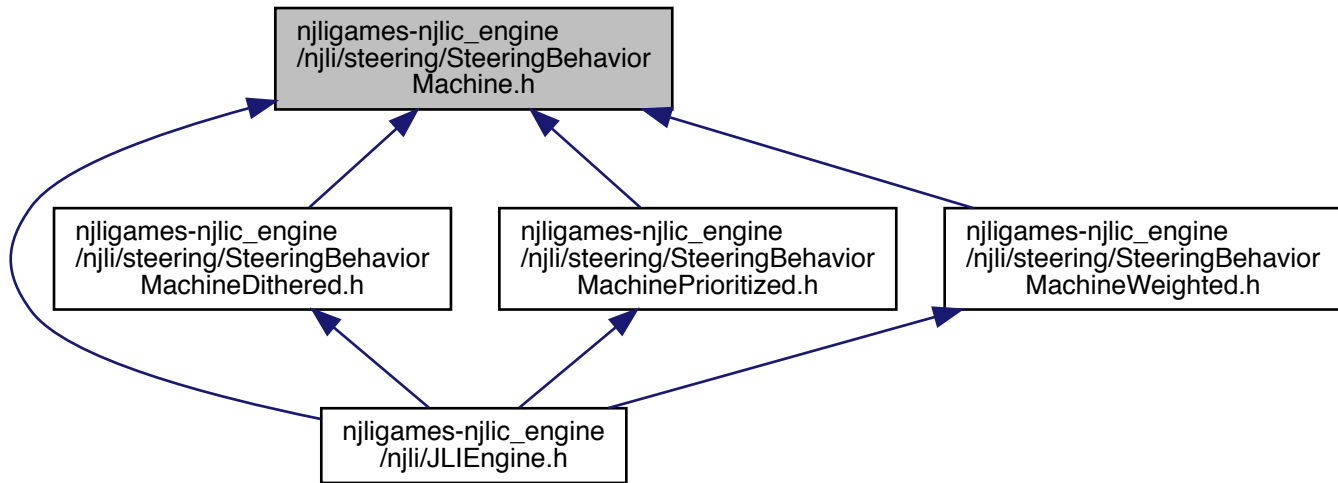 njligames-njlic_engine
/njli/steering/SteeringBehavior
Machine.h
njligames-njlic_engine
/njli/steering/SteeringBehavior
MachineDithered.h
njligames-njlic_engine
/njli/steering/SteeringBehavior
MachinePrioritized.h
njligames-njlic_engine
/njli/steering/SteeringBehavior
MachineWeighted.h
njligames-njlic_engine
/njli/JLIEngine.h